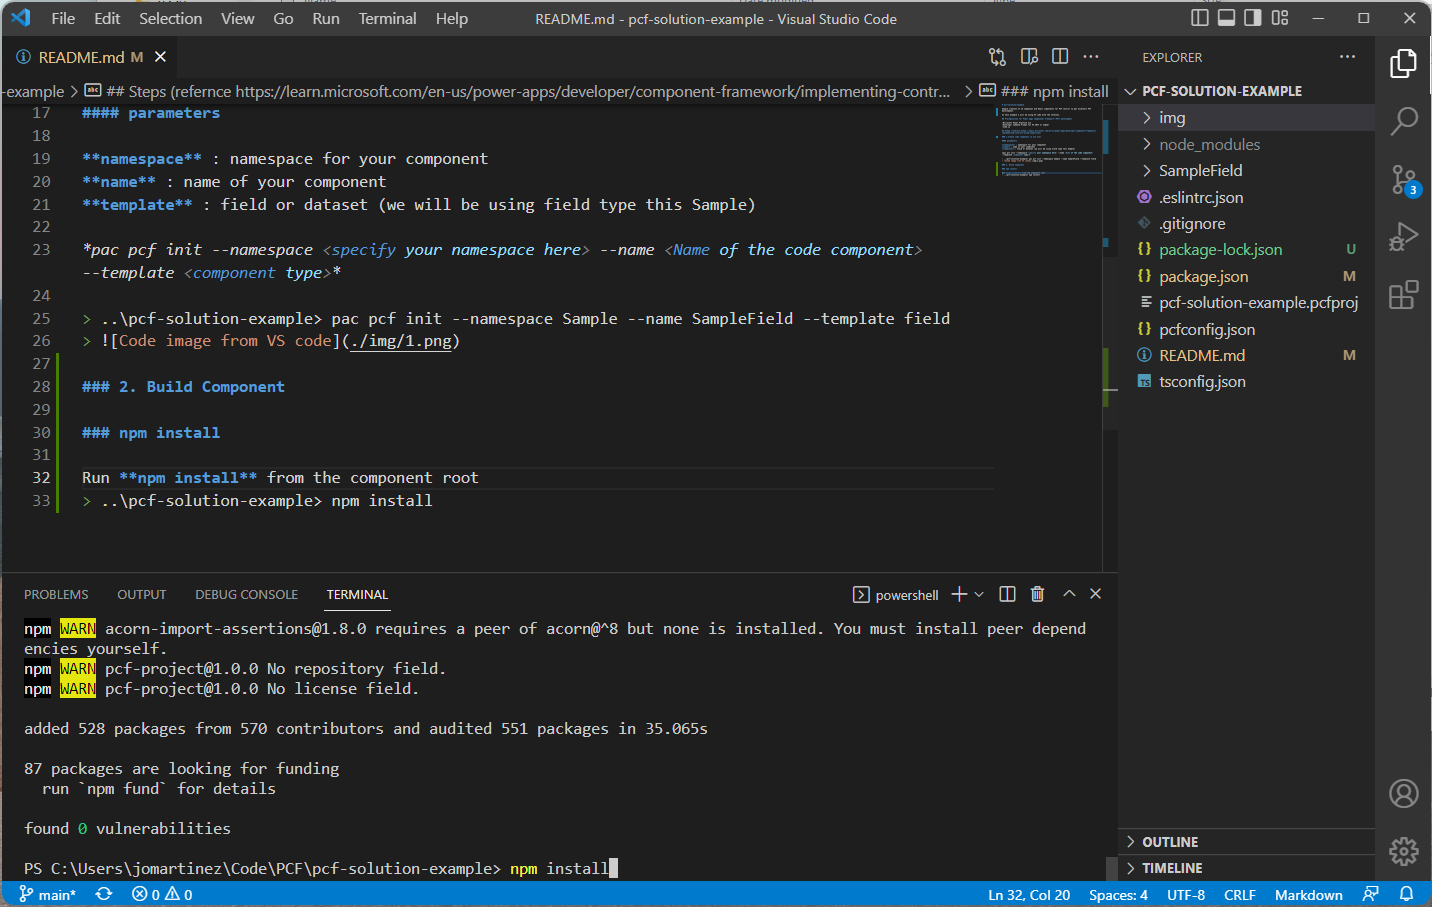 File Edit Selection View Go Run Terminal Help README.md - pcf-solution-example - Visual Studio Code
README.md M
-example > ## Steps (refernce https://learn.microsoft.com/en-us/power-apps/developer/component-framework/implementing-contr... > ### npm install
17 #### parameters
18
19 **namespace** : namespace for your component
20 **name** : name of your component
21 **template** : field or dataset (we will be using field type this Sample)
22
23 *pac pcf init --namespace <specify your namespace here> --name <Name of the code component>
--template <component type>*
24
25 > ..\pcf-solution-example> pac pcf init --namespace Sample --name SampleField --template field
26 > ![Code image from VS code](./img/1.png)
27
28 ### 2. Build Component
29
30 ### npm install
31
32 Run **npm install** from the component root
33 > ..\pcf-solution-example> npm install
PROBLEMS OUTPUT DEBUG CONSOLE TERMINAL powershell
npm WARN acorn-import-assertions@1.8.0 requires a peer of acorn@^8 but none is installed. You must install peer depend
encies yourself.
npm WARN pcf-project@1.0.0 No repository field.
npm WARN pcf-project@1.0.0 No license field.
added 528 packages from 570 contributors and audited 551 packages in 35.065s
87 packages are looking for funding
run `npm fund` for details
found 0 vulnerabilities
PS C:\Users\jomartinez\Code\PCF\pcf-solution-example> npm install
EXPLORER
PCF-SOLUTION-EXAMPLE
img
node_modules
SampleField
.eslintrc.json
.gitignore
package-lock.json U
package.json M
pcf-solution-example.pcfproj
pcfconfig.json
README.md M
tsconfig.json
OUTLINE
TIMELINE
3
main* 0 0 Ln 32, Col 20 Spaces: 4 UTF-8 CRLF Markdown